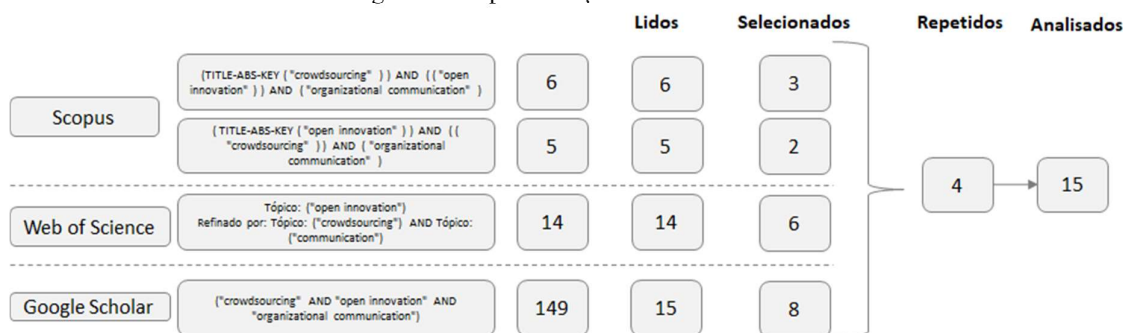 Lidos Selecionados Repetidos Analisados
Scopus
(TITLE-ABS-KEY ( "crowdsourcing" ) ) AND ( ( "open
innovation" ) ) AND ( "organizational communication" )
6 6 3
( TITLE-ABS-KEY ( "open innovation" ) ) AND ( (
"crowdsourcing" ) ) AND ( "organizational
communication" )
5 5 2
4 15
Web of Science
Tópico: ("open innovation")
Refinado por: Tópico: ("crowdsourcing") AND Tópico:
("communication")
14 14 6
Google Scholar
("crowdsourcing" AND "open innovation" AND
"organizational communication")
149 15 8